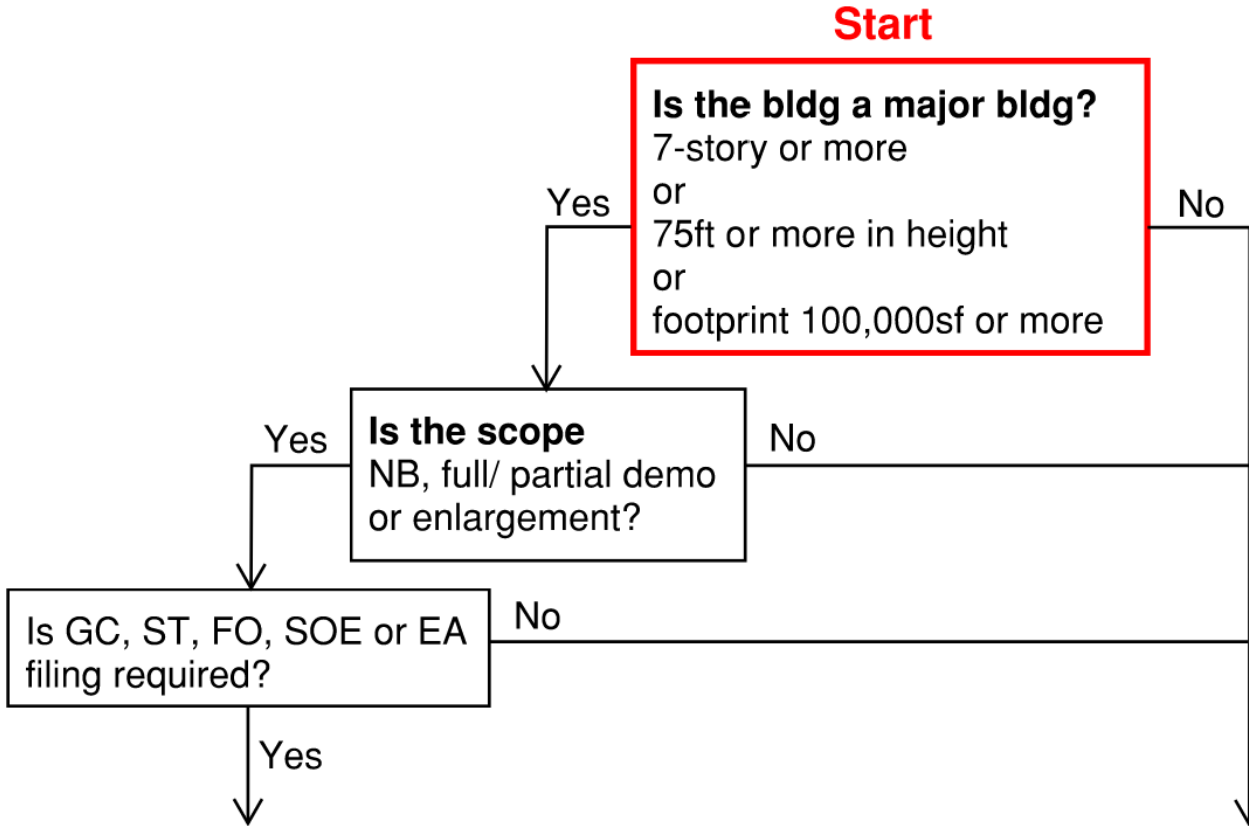 Start
Is the bldg a major bldg?
7-story or more
or
75ft or more in height
or
footprint 100,000sf or more
Yes
No
Is the scope
NB, full/ partial demo
or enlargement?
Yes
No
Is GC, ST, FO, SOE or EA
filing required?
No
Yes